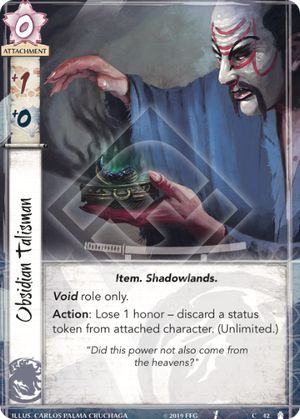 0
ATTACHMENT
+1
+0
Obsidian Talisman
Item. Shadowlands.
Void role only.
Action: Lose 1 honor – discard a status
token from attached character. (Unlimited.)
"Did this power not also come from
the heavens?"
ILLUS. CARLOS PALMA CRUCHAGA
©2019 FFG
C 12